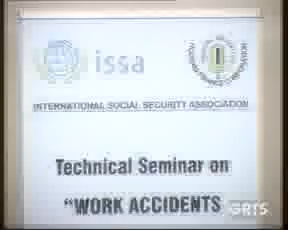 issa
INTERNATIONAL SOCIAL SECURITY ASSOCIATION
Technical Seminar on
"WORK ACCIDENTS
GRTS